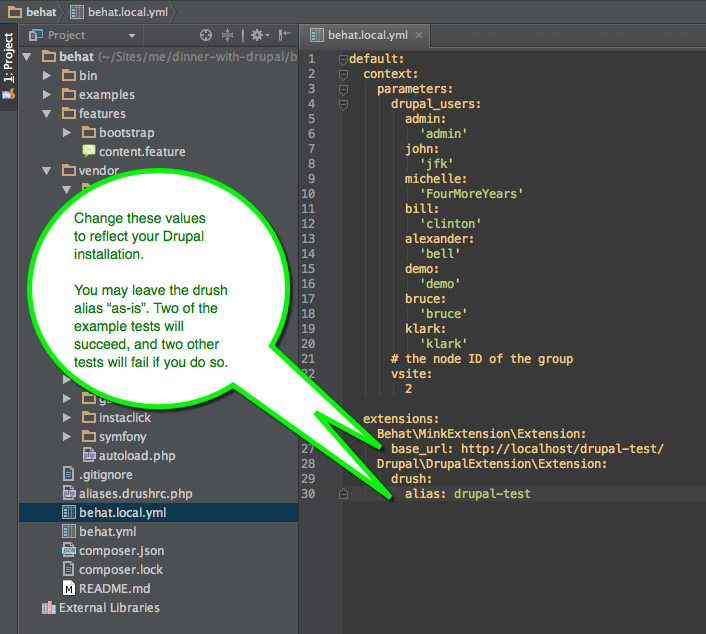 behat
behat.local.yml
1: Project
Project
behat (~/Sites/me/dinner-with-drupal/b
bin
examples
features
bootstrap
content.feature
vendor
Change these values
to reflect your Drupal
installation.
You may leave the drush
alias “as-is”. Two of the
example tests will
succeed, and two other
tests will fail if you do so.
instaclick
symfony
autoload.php
.gitignore
aliases.drushrc.php
behat.local.yml
behat.yml
composer.json
composer.lock
README.md
External Libraries
behat.local.yml
1 default:
2 context:
3 parameters:
4 drupal_users:
5 admin:
6 'admin'
7 john:
8 'jfk'
9 michelle:
10 'FourMoreYears'
11 bill:
12 'clinton'
13 alexander:
14 'bell'
15 demo:
16 'demo'
17 bruce:
18 'bruce'
19 klark:
20 'klark'
21 # the node ID of the group
22 vsite:
2
extensions:
Behat\MinkExtension\Extension:
27 base_url: http://localhost/drupal-test/
28 Drupal\DrupalExtension\Extension:
29 drush:
30 alias: drupal-test